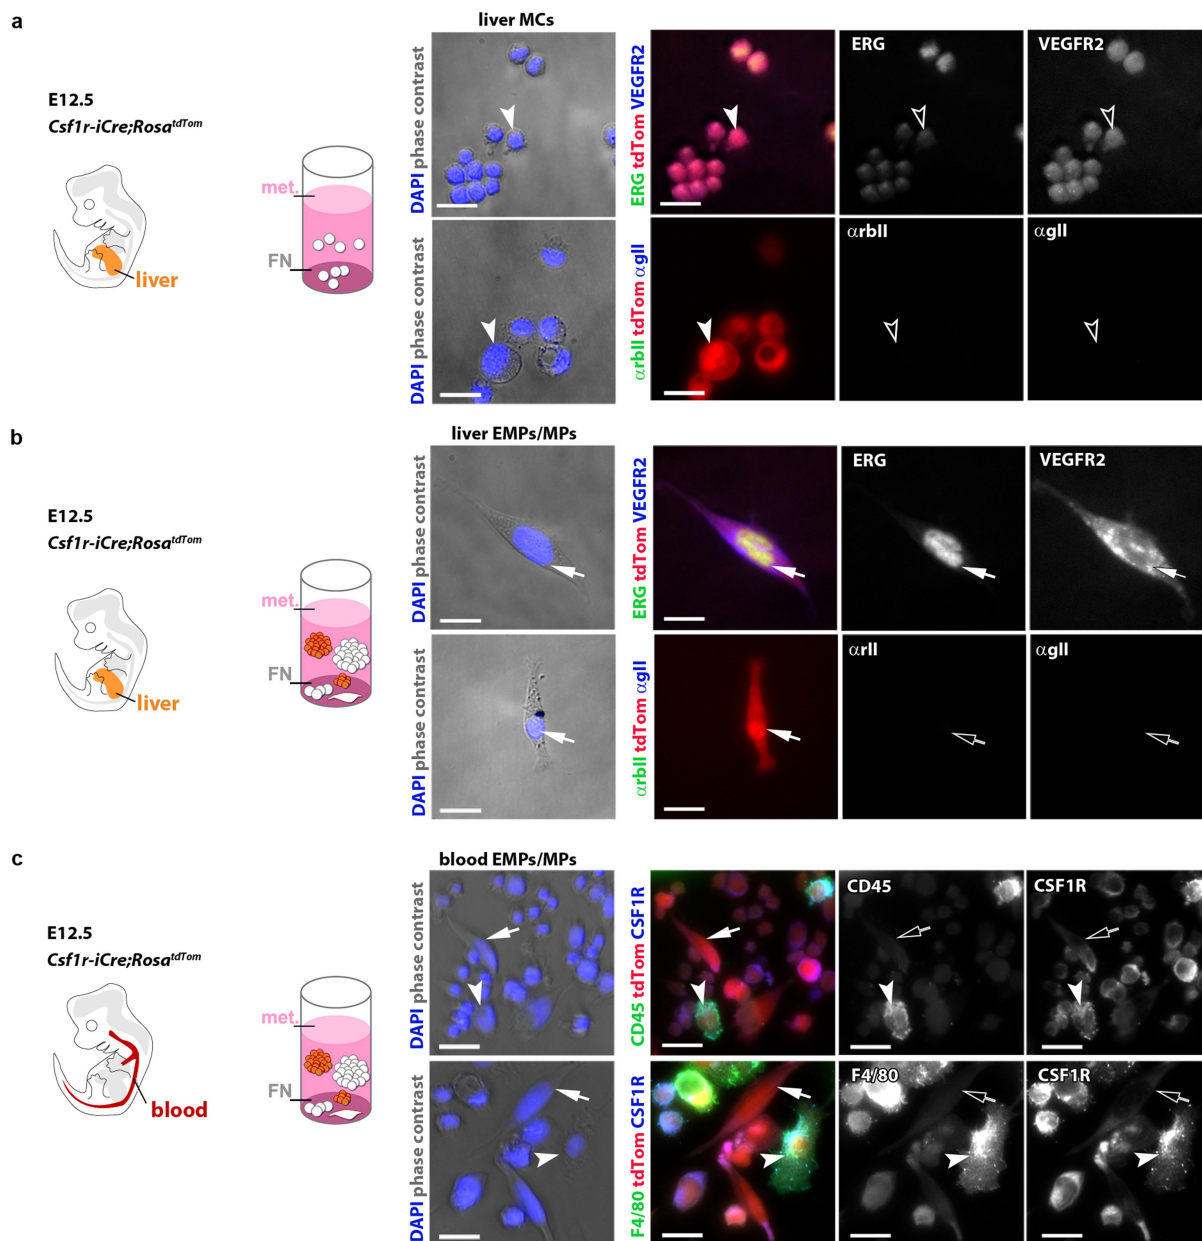 a
liver MCs
E12.5
Csf1r-iCre;Rosa^tdTom
met.
FN
liver
DAPI phase contrast
ERG tdTom VEGFR2
ERG
VEGFR2
DAPI phase contrast
αrbII tdTom αgII
αrbII
αgII
b
liver EMPs/MPs
E12.5
Csf1r-iCre;Rosa^tdTom
met.
FN
liver
DAPI phase contrast
ERG tdTom VEGFR2
ERG
VEGFR2
DAPI phase contrast
αrbII tdTom αgII
αrII
αgII
c
blood EMPs/MPs
E12.5
Csf1r-iCre;Rosa^tdTom
met.
FN
blood
DAPI phase contrast
CD45 tdTom CSF1R
CD45
CSF1R
DAPI phase contrast
F4/80 tdTom CSF1R
F4/80
CSF1R